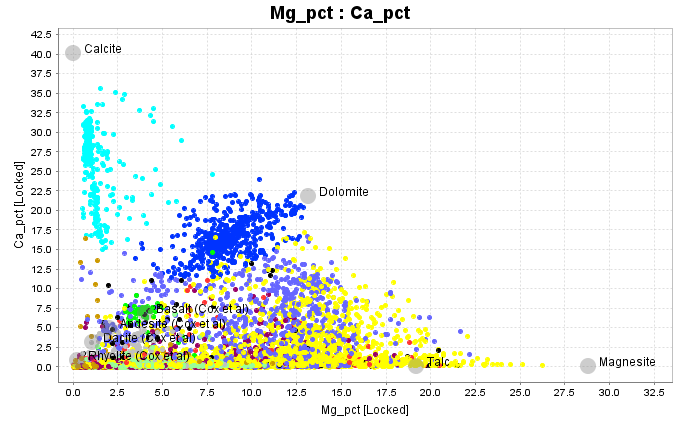 Mg_pct : Ca_pct
42.5
40.0
37.5
35.0
32.5
30.0
27.5
25.0
22.5
20.0
17.5
15.0
12.5
10.0
7.5
5.0
2.5
0.0
Ca_pct [Locked]
Calcite
Dolomite
Basalt (Cox et al)
Andesite (Cox et al)
Dacite (Cox et al)
Rhyolite (Cox et al)
Talc
Magnesite
0.0 2.5 5.0 7.5 10.0 12.5 15.0 17.5 20.0 22.5 25.0 27.5 30.0 32.5
Mg_pct [Locked]